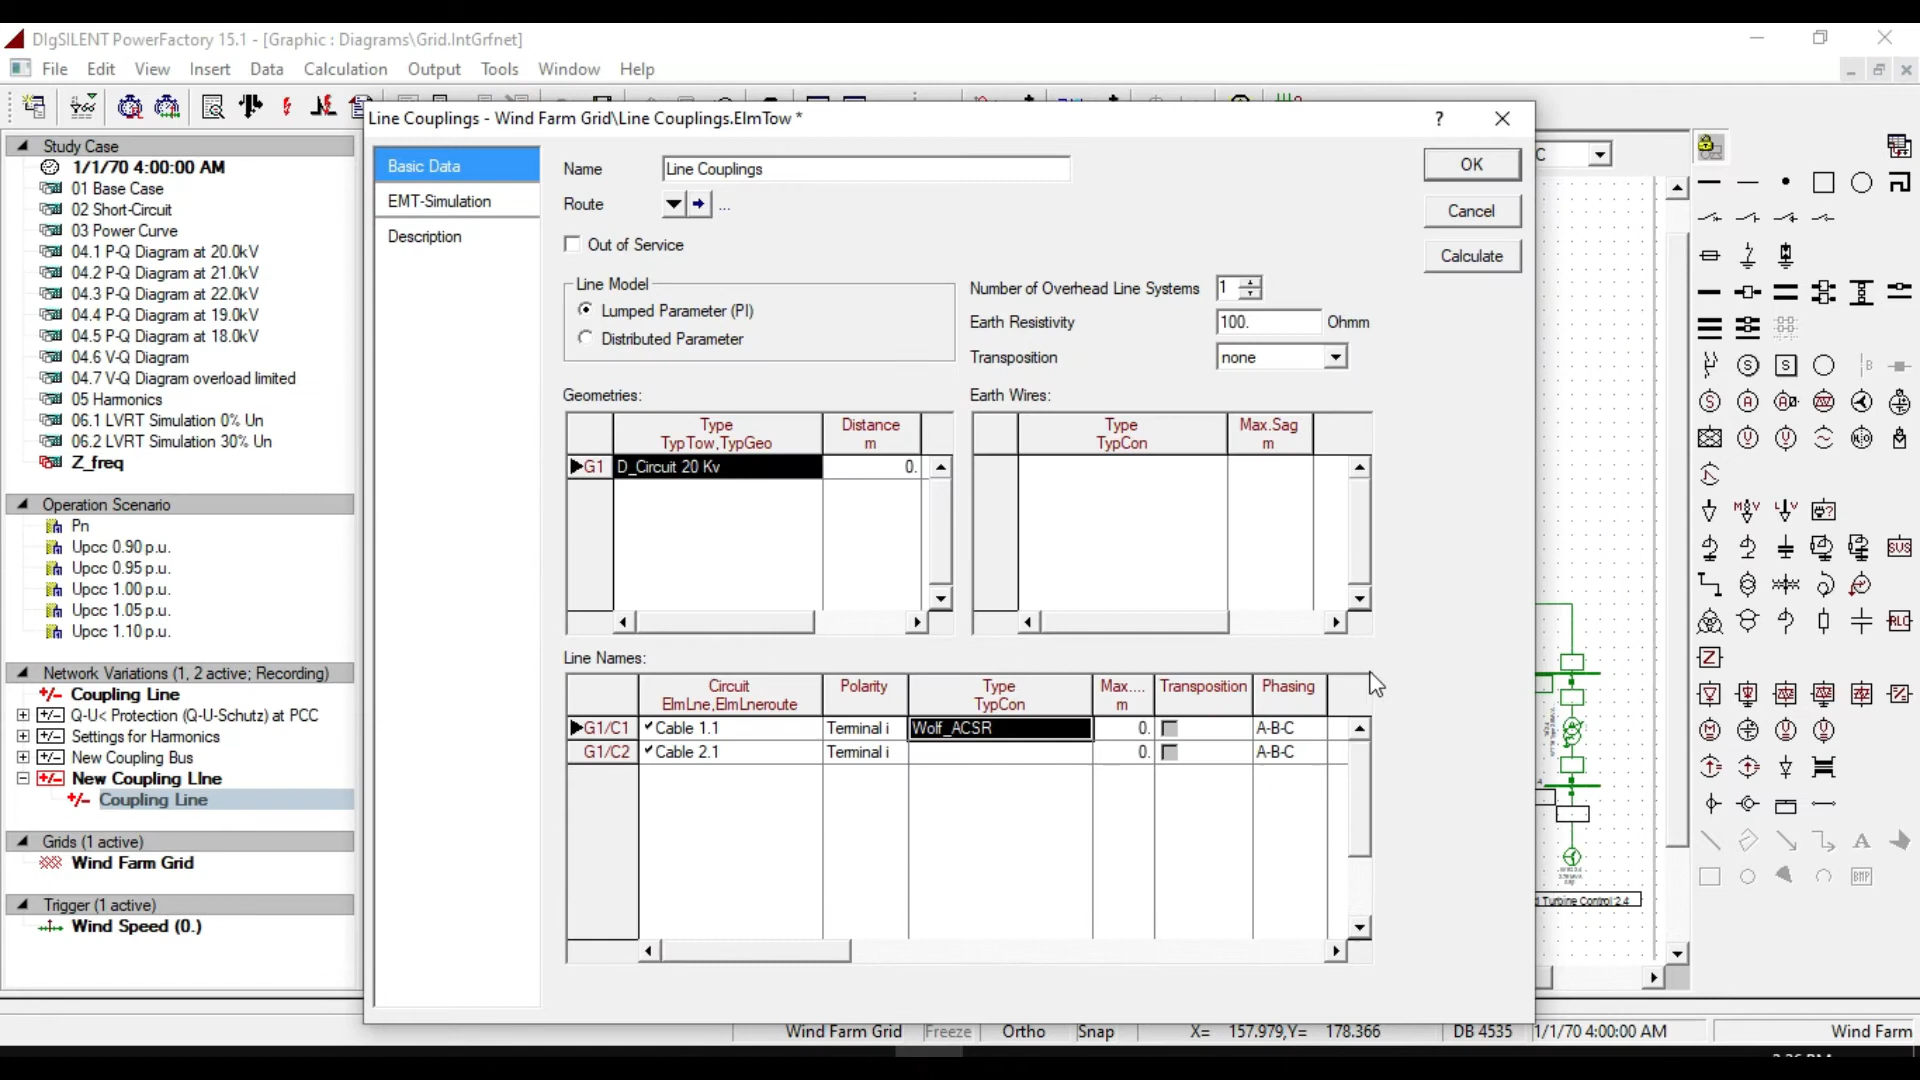 DIgSILENT PowerFactory 15.1 - [Graphic : Diagrams\Grid.IntGrfnet]
File Edit View Insert Data Calculation Output Tools Window Help
Line Couplings - Wind Farm Grid\Line Couplings.ElmTow *
?
Study Case
1/1/70 4:00:00 AM
01 Base Case
02 Short-Circuit
03 Power Curve
04.1 P-Q Diagram at 20.0kV
04.2 P-Q Diagram at 21.0kV
04.3 P-Q Diagram at 22.0kV
04.4 P-Q Diagram at 19.0kV
04.5 P-Q Diagram at 18.0kV
04.6 V-Q Diagram
04.7 V-Q Diagram overload limited
05 Harmonics
06.1 LVRT Simulation 0% Un
06.2 LVRT Simulation 30% Un
Z_freq
Operation Scenario
Pn
Upcc 0.90 p.u.
Upcc 0.95 p.u.
Upcc 1.00 p.u.
Upcc 1.05 p.u.
Upcc 1.10 p.u.
Network Variations (1, 2 active; Recording)
Coupling Line
Q-U< Protection (Q-U-Schutz) at PCC
Settings for Harmonics
New Coupling Bus
New Coupling LIne
Coupling Line
Grids (1 active)
Wind Farm Grid
Trigger (1 active)
Wind Speed (0.)
Basic Data
EMT-Simulation
Description
Name Line Couplings
Route ...
Out of Service
OK
Cancel
Calculate
Line Model
Lumped Parameter (PI)
Distributed Parameter
Number of Overhead Line Systems 1
Earth Resistivity 100. Ohmm
Transposition none
Geometries:
Type Distance
TypTow,TypGeo m
G1 D_Circuit 20 Kv 0.
Earth Wires:
Type Max.Sag
TypCon m
Line Names:
Circuit Polarity Type Max.... Transposition Phasing
ElmLne,ElmLneroute TypCon m
G1/C1 Cable 1.1 Terminal i Wolf_ACSR 0. A-B-C
G1/C2 Cable 2.1 Terminal i 0. A-B-C
C
SVS
RLC
BMP
Turbine Control 2.4
Wind Farm Grid Freeze Ortho Snap X= 157.979,Y= 178.366 DB 4535 1/1/70 4:00:00 AM Wind Farm